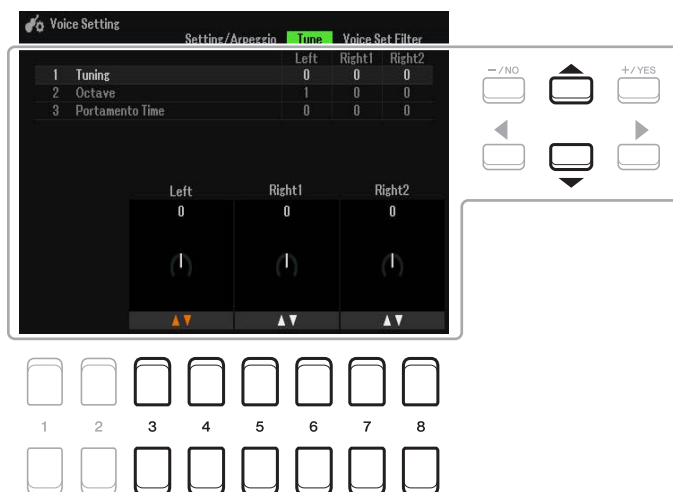 Voice Setting
Setting/Arpeggio Tune Voice Set Filter
Left Right1 Right2
1 Tuning 0 0 0
2 Octave 1 0 0
3 Portamento Time 0 0 0
-/NO +/YES
Left Right1 Right2
0 0 0
1 2 3 4 5 6 7 8